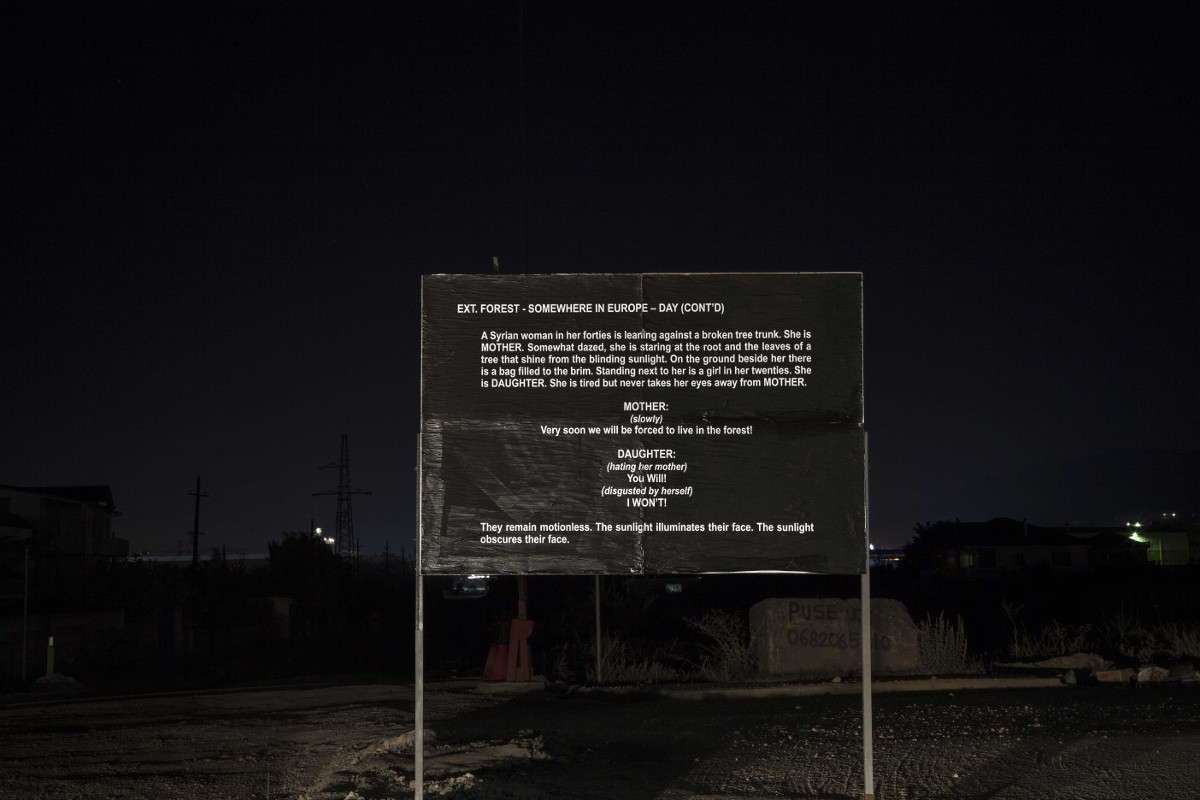 EXT. FOREST - SOMEWHERE IN EUROPE – DAY (CONT'D)
A Syrian woman in her forties is leaning against a broken tree trunk. She is
MOTHER. Somewhat dazed, she is staring at the root and the leaves of a
tree that shine from the blinding sunlight. On the ground beside her there
is a bag filled to the brim. Standing next to her is a girl in her twenties. She
is DAUGHTER. She is tired but never takes her eyes away from MOTHER.
MOTHER:
(slowly)
Very soon we will be forced to live in the forest!
DAUGHTER:
(hating her mother)
You Will!
(disgusted by herself)
I WON'T!
They remain motionless. The sunlight illuminates their face. The sunlight
obscures their face.
PUSE